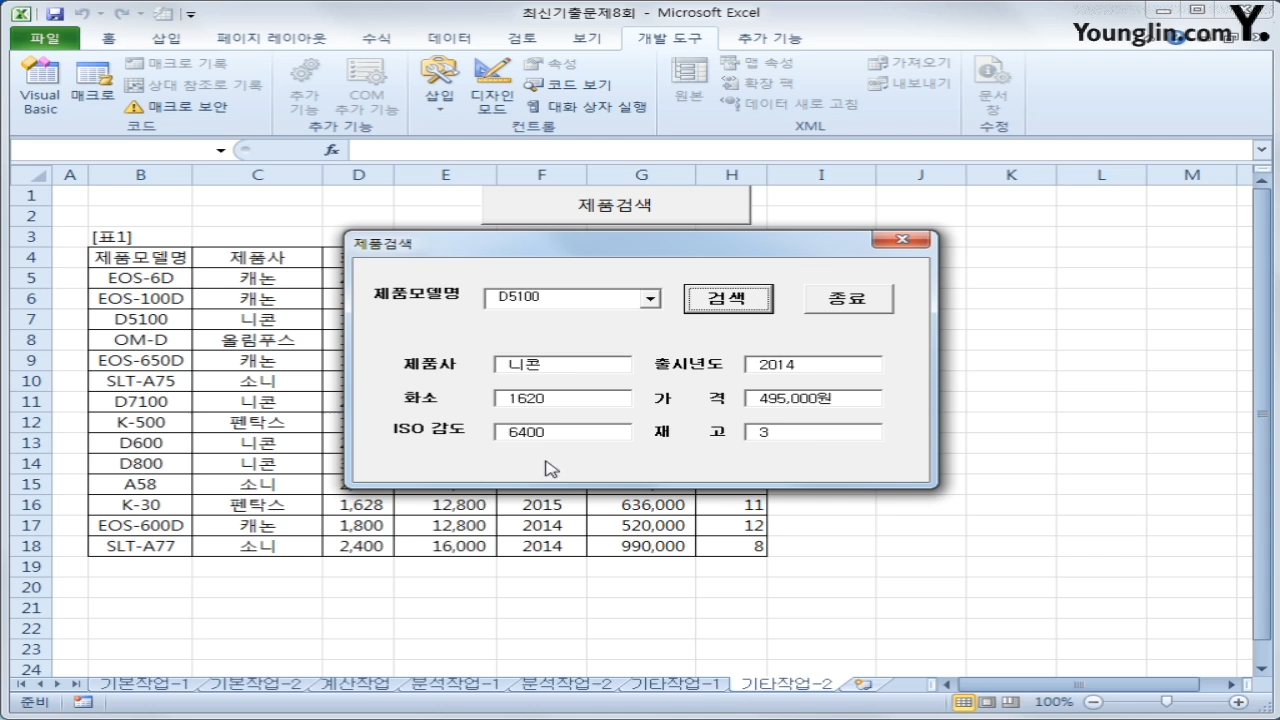 최신기출문제8회 - Microsoft Excel
YoungJin.com Y.
파일 홈 삽입 페이지 레이아웃 수식 데이터 검토 보기 개발 도구 추가 기능
Visual Basic
매크로
매크로 기록
상대 참조로 기록
매크로 보안
코드
추가 기능
COM 추가 기능
추가 기능
삽입
디자인 모드
속성
코드 보기
대화 상자 실행
컨트롤
원본
맵 속성
확장 팩
데이터 새로 고침
가져오기
내보내기
XML
문서 창
수정
fx
A B C D E F G H I J K L M
1
2
제품검색
3 [표1]
4 제품모델명 제품사
5 EOS-6D 캐논
6 EOS-100D 캐논
7 D5100 니콘
8 OM-D 올림푸스
9 EOS-650D 캐논
10 SLT-A75 소니
11 D7100 니콘
12 K-500 펜탁스
13 D600 니콘
14 D800 니콘
15 A58 소니
16 K-30 펜탁스 1,628 12,800 2015 636,000 11
17 EOS-600D 캐논 1,800 12,800 2014 520,000 12
18 SLT-A77 소니 2,400 16,000 2014 990,000 8
19
20
21
22
23
24
제품검색
제품모델명 D5100 검색 종료
제품사 니콘 출시년도 2014
화소 1620 가 격 495,000원
ISO 감도 6400 재 고 3
기본작업-1 기본작업-2 계산작업 분석작업-1 분석작업-2 기타작업-1 기타작업-2
준비 100%